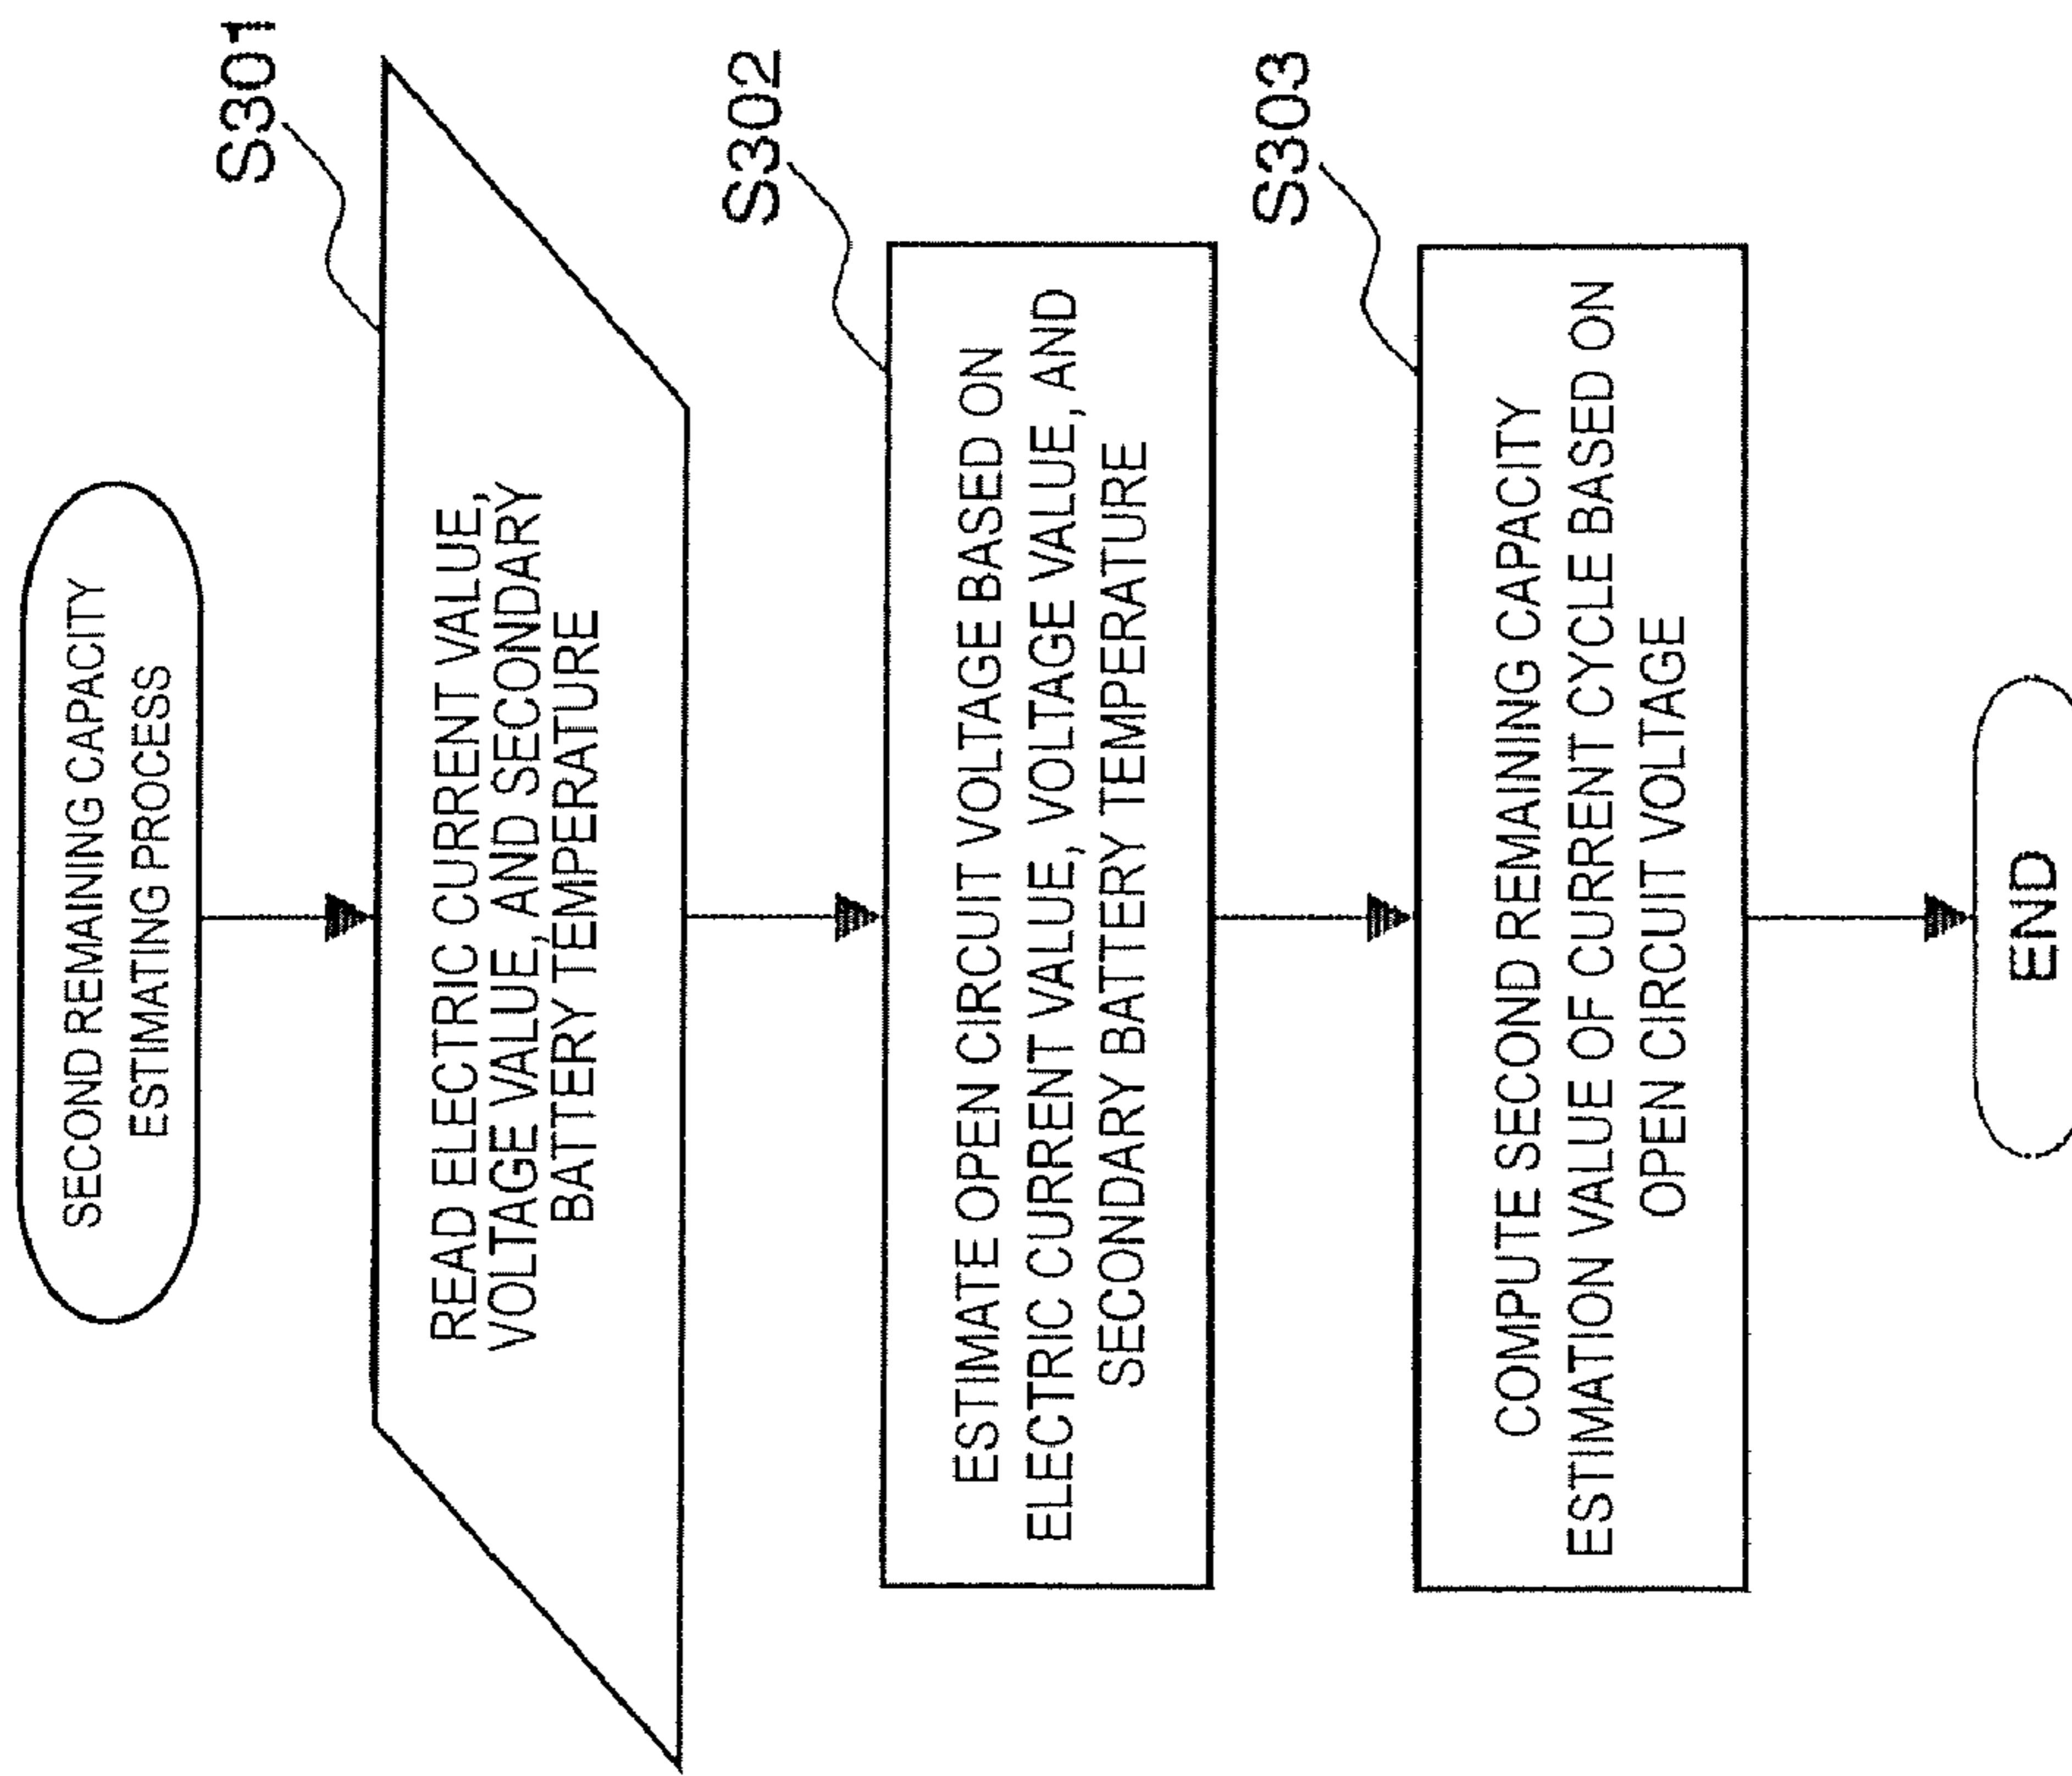 SECOND REMAINING CAPACITY
ESTIMATING PROCESS
S301
READ ELECTRIC CURRENT VALUE,
VOLTAGE VALUE, AND SECONDARY
BATTERY TEMPERATURE
S302
ESTIMATE OPEN CIRCUIT VOLTAGE BASED ON
ELECTRIC CURRENT VALUE, VOLTAGE VALUE, AND
SECONDARY BATTERY TEMPERATURE
S303
COMPUTE SECOND REMAINING CAPACITY
ESTIMATION VALUE OF CURRENT CYCLE BASED ON
OPEN CIRCUIT VOLTAGE
END